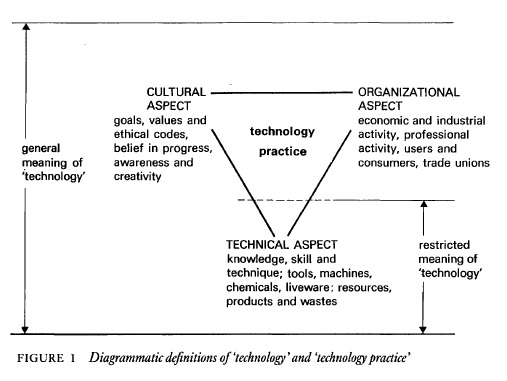 CULTURAL
ASPECT
goals, values and
ethical codes,
belief in progress,
awareness and
creativity
ORGANIZATIONAL
ASPECT
economic and industrial
activity, professional
activity, users and
consumers, trade unions
technology
practice
general
meaning of
'technology'
TECHNICAL ASPECT
knowledge, skill and
technique; tools, machines,
chemicals, liveware; resources,
products and wastes
restricted
meaning of
'technology'
FIGURE 1 Diagrammatic definitions of 'technology' and 'technology practice'